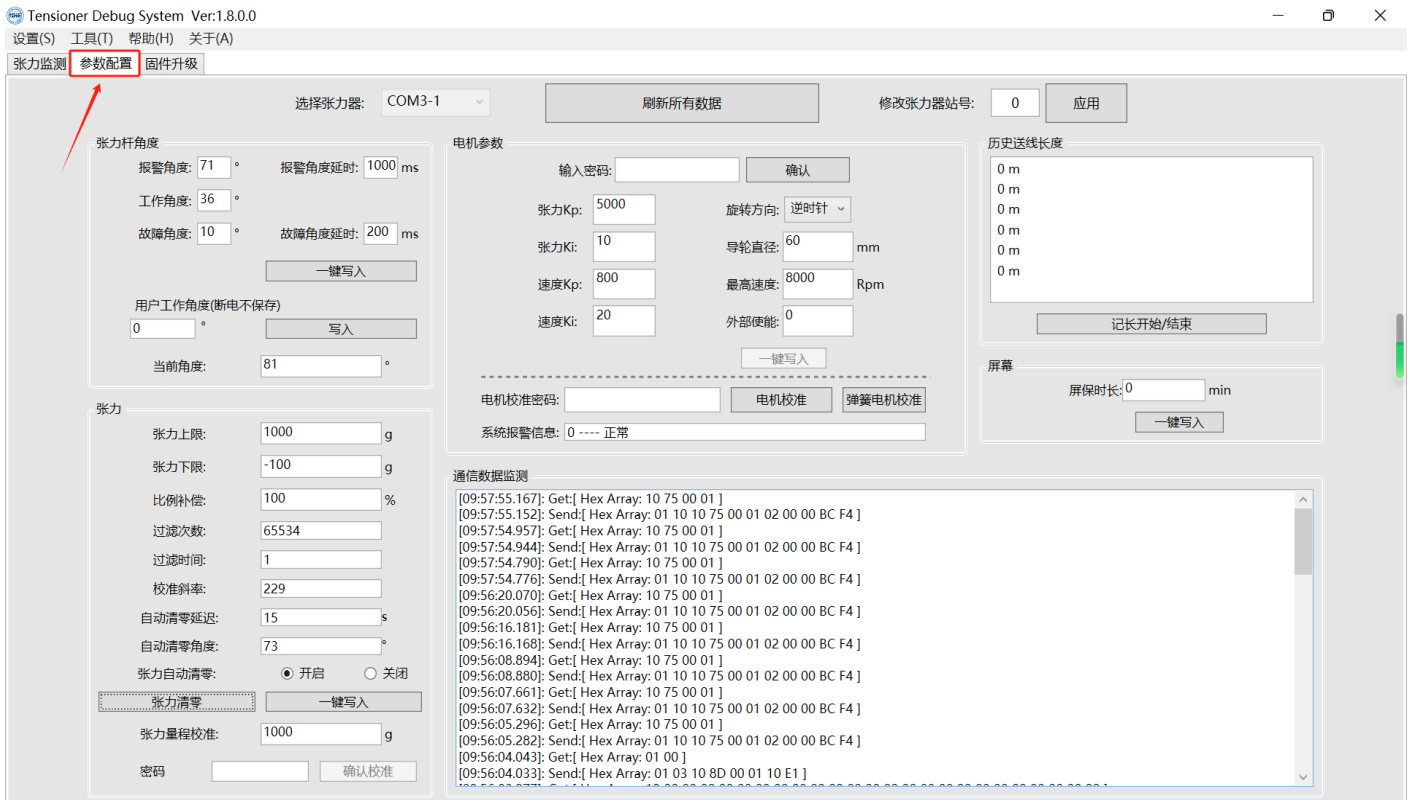 Tensioner Debug System Ver:1.8.0.0
设置(S) 工具(T) 帮助(H) 关于(A)
张力监测 参数配置 固件升级
选择张力器: COM3-1 刷新所有数据 修改张力器站号: 0 应用
张力杆角度
报警角度: 71 ° 报警角度延时: 1000 ms
工作角度: 36 °
故障角度: 10 ° 故障角度延时: 200 ms
一键写入
用户工作角度(断电不保存)
0 ° 写入
当前角度: 81 °
张力
张力上限: 1000 g
张力下限: -100 g
比例补偿: 100 %
过滤次数: 65534
过滤时间: 1
校准斜率: 229
自动清零延迟: 15 s
自动清零角度: 73 °
张力自动清零: 开启 关闭
张力清零 一键写入
张力量程校准: 1000 g
密码 确认校准
电机参数
输入密码: 确认
张力Kp: 5000 旋转方向: 逆时针
张力Ki: 10 导轮直径: 60 mm
速度Kp: 800 最高速度: 8000 Rpm
速度Ki: 20 外部使能: 0
一键写入
电机校准密码: 电机校准 弹簧电机校准
系统报警信息: 0 ---- 正常
历史送线长度
0 m
0 m
0 m
0 m
0 m
0 m
记长开始/结束
屏幕
屏保时长: 0 min
一键写入
通信数据监测
[09:57:55.167]: Get:[ Hex Array: 10 75 00 01 ]
[09:57:55.152]: Send:[ Hex Array: 01 10 10 75 00 01 02 00 00 BC F4 ]
[09:57:54.957]: Get:[ Hex Array: 10 75 00 01 ]
[09:57:54.944]: Send:[ Hex Array: 01 10 10 75 00 01 02 00 00 BC F4 ]
[09:57:54.790]: Get:[ Hex Array: 10 75 00 01 ]
[09:57:54.776]: Send:[ Hex Array: 01 10 10 75 00 01 02 00 00 BC F4 ]
[09:56:20.070]: Get:[ Hex Array: 10 75 00 01 ]
[09:56:20.056]: Send:[ Hex Array: 01 10 10 75 00 01 02 00 00 BC F4 ]
[09:56:16.181]: Get:[ Hex Array: 10 75 00 01 ]
[09:56:16.168]: Send:[ Hex Array: 01 10 10 75 00 01 02 00 00 BC F4 ]
[09:56:08.894]: Get:[ Hex Array: 10 75 00 01 ]
[09:56:08.880]: Send:[ Hex Array: 01 10 10 75 00 01 02 00 00 BC F4 ]
[09:56:07.661]: Get:[ Hex Array: 10 75 00 01 ]
[09:56:07.632]: Send:[ Hex Array: 01 10 10 75 00 01 02 00 00 BC F4 ]
[09:56:05.296]: Get:[ Hex Array: 10 75 00 01 ]
[09:56:05.282]: Send:[ Hex Array: 01 10 10 75 00 01 02 00 00 BC F4 ]
[09:56:04.043]: Get:[ Hex Array: 01 00 ]
[09:56:04.033]: Send:[ Hex Array: 01 03 10 8D 00 01 10 E1 ]